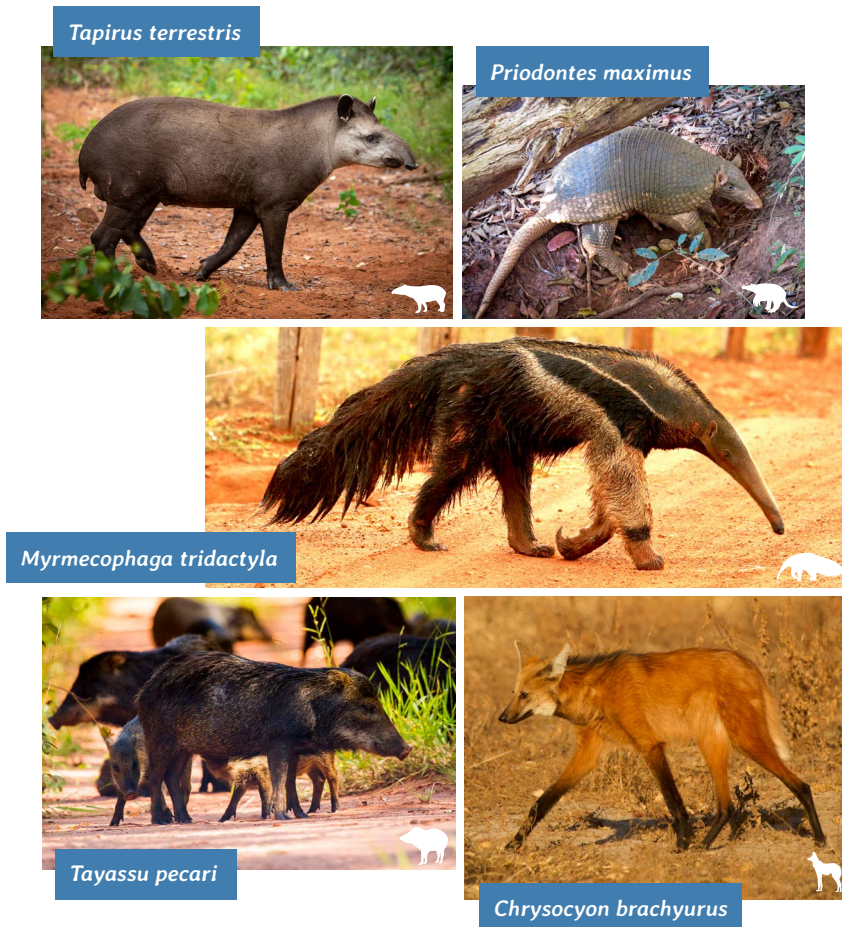 Tapirus terrestris
Priodontes maximus
Myrmecophaga tridactyla
Tayassu pecari
Chrysocyon brachyurus